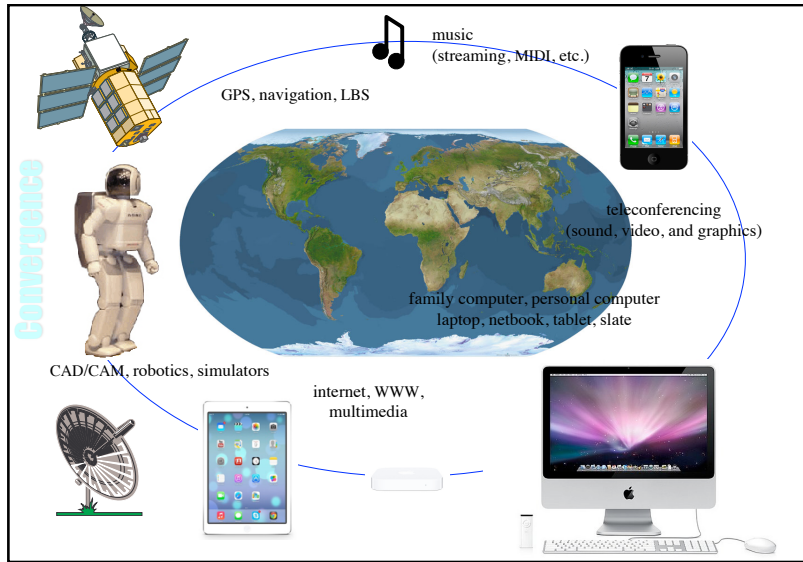 music
(streaming, MIDI, etc.)
GPS, navigation, LBS
Convergence
teleconferencing
(sound, video, and graphics)
family computer, personal computer
laptop, netbook, tablet, slate
CAD/CAM, robotics, simulators
internet, WWW,
multimedia